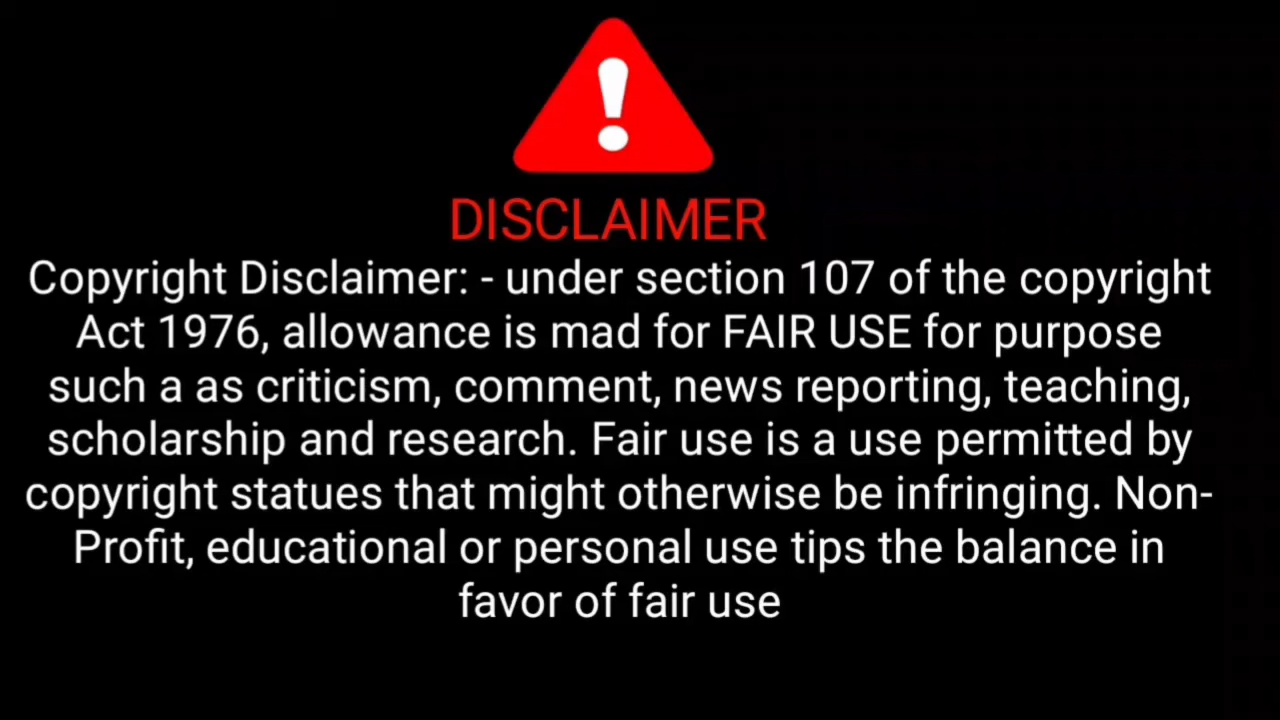 DISCLAIMER
Copyright Disclaimer: - under section 107 of the copyright
Act 1976, allowance is mad for FAIR USE for purpose
such a as criticism, comment, news reporting, teaching,
scholarship and research. Fair use is a use permitted by
copyright statues that might otherwise be infringing. Non-
Profit, educational or personal use tips the balance in
favor of fair use